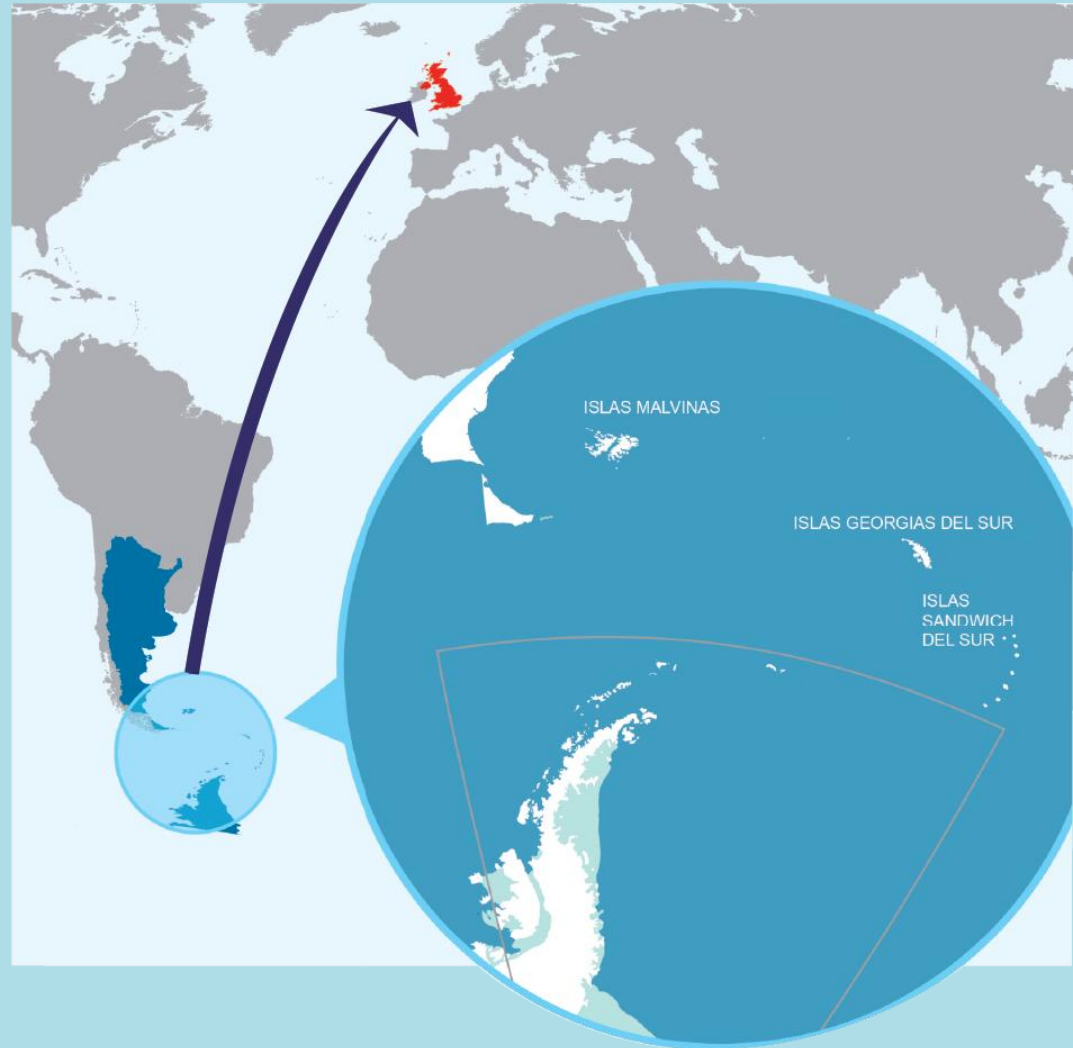 ISLAS MALVINAS
ISLAS GEORGIAS DEL SUR
ISLAS
SANDWICH
DEL SUR